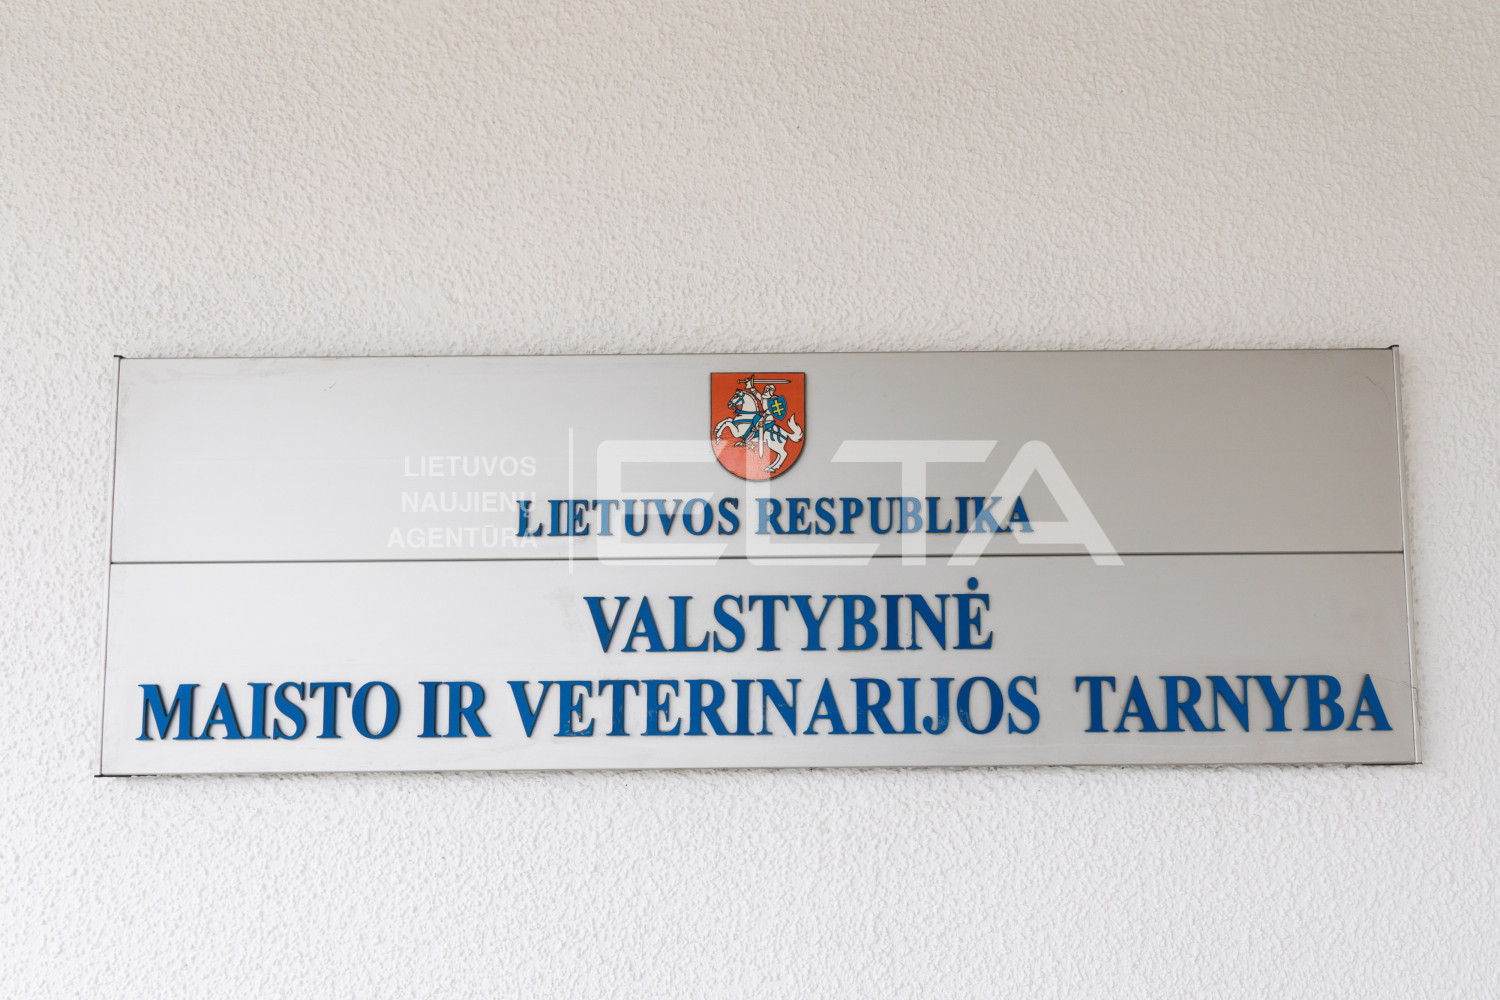 LIETUVOS
NAUJIENŲ
AGENTŪRA
ELTA
LIETUVOS RESPUBLIKA
VALSTYBINĖ
MAISTO IR VETERINARIJOS TARNYBA